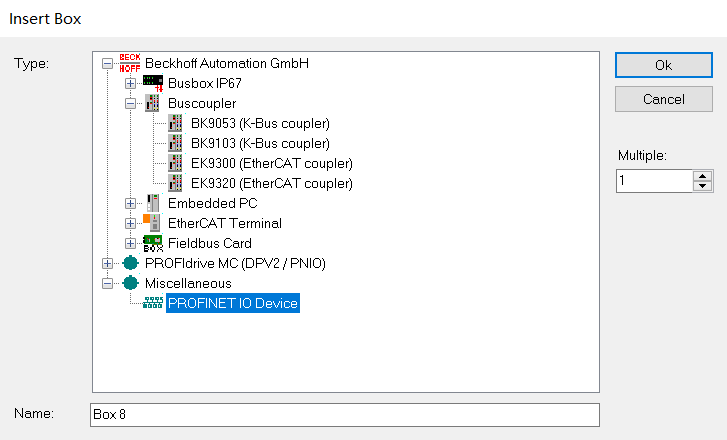 Insert Box
Type:
BECK
HOFF
Beckhoff Automation GmbH
Ok
Busbox IP67
Buscoupler
Cancel
BK9053 (K-Bus coupler)
BK9103 (K-Bus coupler)
Multiple:
EK9300 (EtherCAT coupler)
EK9320 (EtherCAT coupler)
1
Embedded PC
EtherCAT Terminal
BOX
Fieldbus Card
PROFIdrive MC (DPV2 / PNIO)
Miscellaneous
PROFINET IO Device
Name:
Box 8